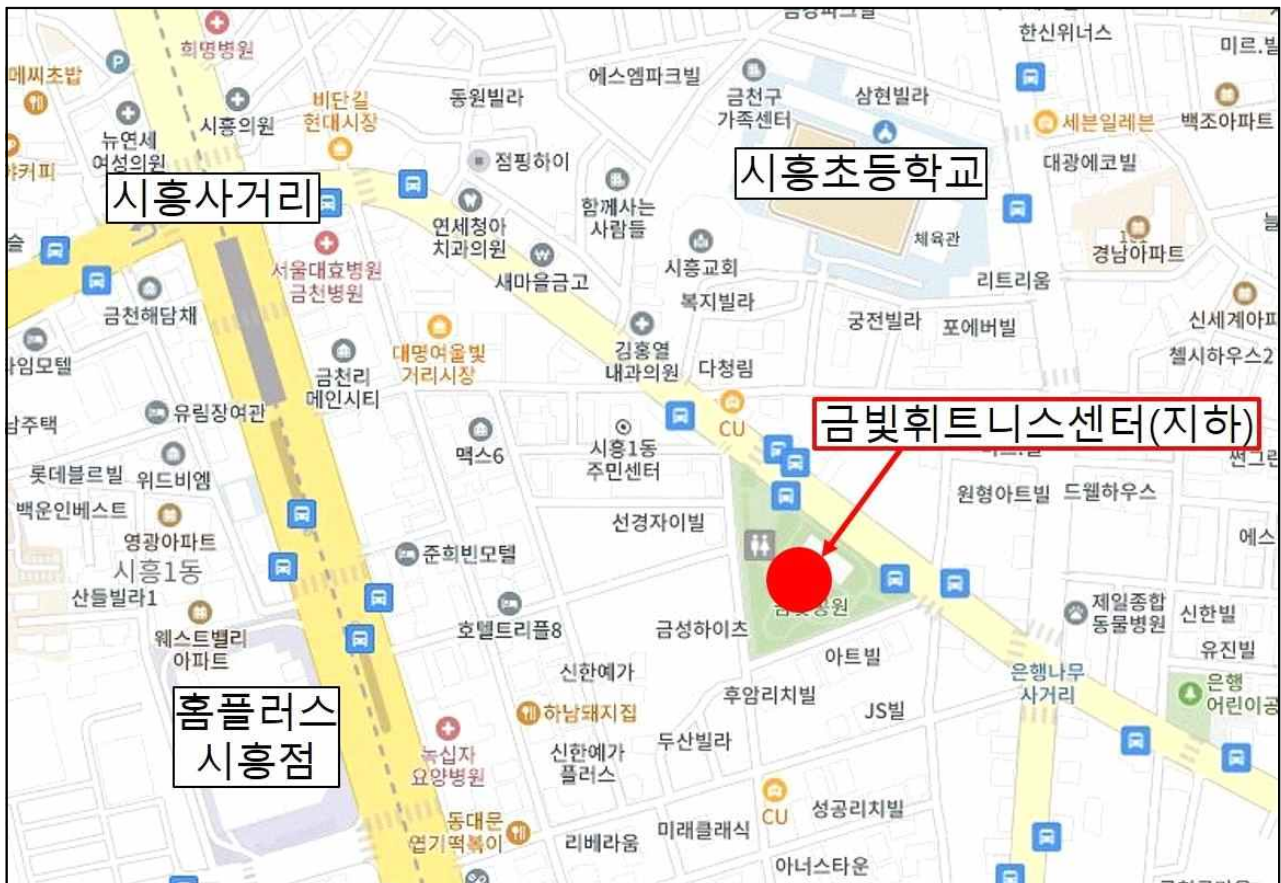 희명병원
한신위너스
미르.빌
메씨초밥
P
에스엠파크빌
금천구
가족센터
삼현빌라
동원빌라
비단길
현대시장
시흥의원
뉴연세
여성의원
세븐일레븐
백조아파트
점핑하이
시흥초등학교
대광에코빌
시흥사거리
함께사는
사람들
연세청아
치과의원
체육관
경남아파트
시흥교회
서울대효병원
금천병원
새마을금고
리트리움
금천해담채
복지빌라
궁전빌라
포에버빌
신세계아파
대명여울빛
거리시장
김홍열
내과의원
다청림
첼시하우스2
금천리
메인시티
유림장여관
CU
금빛휘트니스센터(지하)
남주택
맥스6
시흥1동
주민센터
롯데블르빌
위드비엠
원형아트빌
드웰하우스
백운인베스트
선경자이빌
영광아파트
에스
시흥1동
준희빈모텔
산들빌라1
호텔트리플8
금성하이츠
제일종합
동물병원
신한빌
웨스트밸리
아파트
아트빌
유진빌
신한예가
은행나무
사거리
은행
어린이공
후암리치빌
JS빌
홈플러스
시흥점
하남돼지집
두산빌라
녹십자
요양병원
신한예가
플러스
CU
성공리치빌
동대문
엽기떡볶이
리베라움
미래클래식
아너스타운